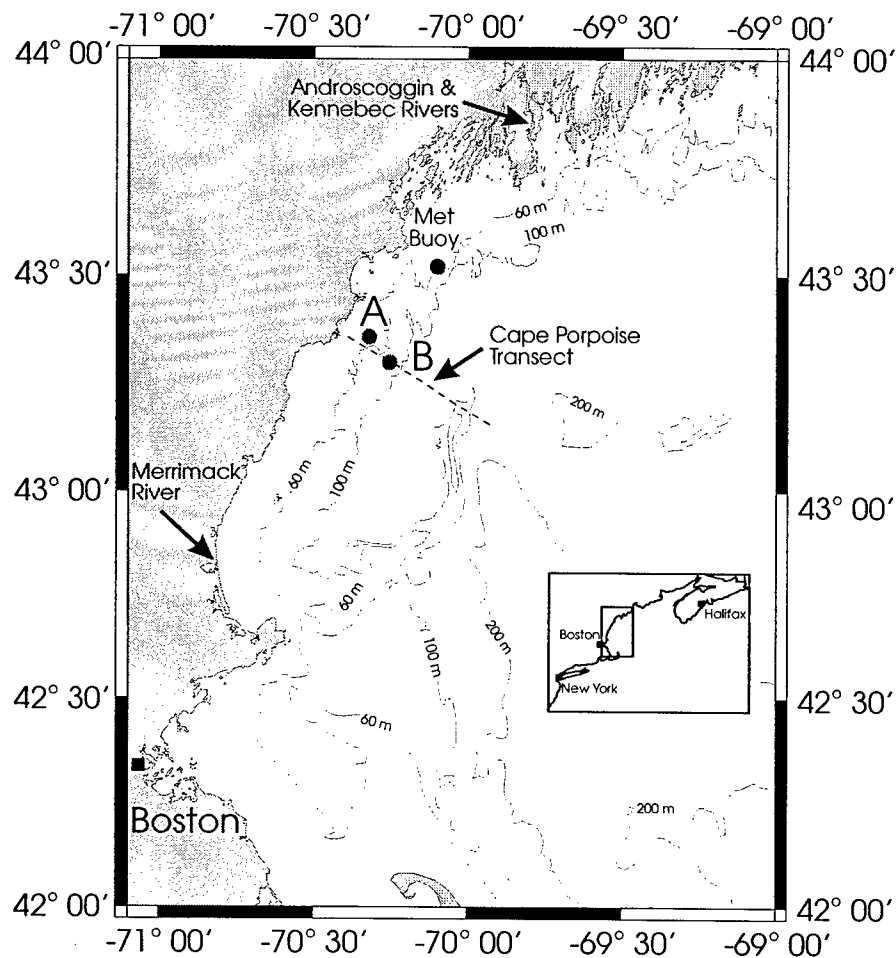 -71° 00' -70° 30' -70° 00' -69° 30' -69° 00'
44° 00' 44° 00'
Androscoggin &
Kennebec Rivers
60 m
100 m
Met
Buoy
43° 30' 43° 30'
A
B
Cape Porpoise
Transect
200 m
60 m
100 m
Merrimack
River
43° 00' 43° 00'
60 m
100 m
200 m
Boston
Halifax
New York
42° 30' 42° 30'
60 m
200 m
Boston
42° 00' 42° 00'
-71° 00' -70° 30' -70° 00' -69° 30' -69° 00'